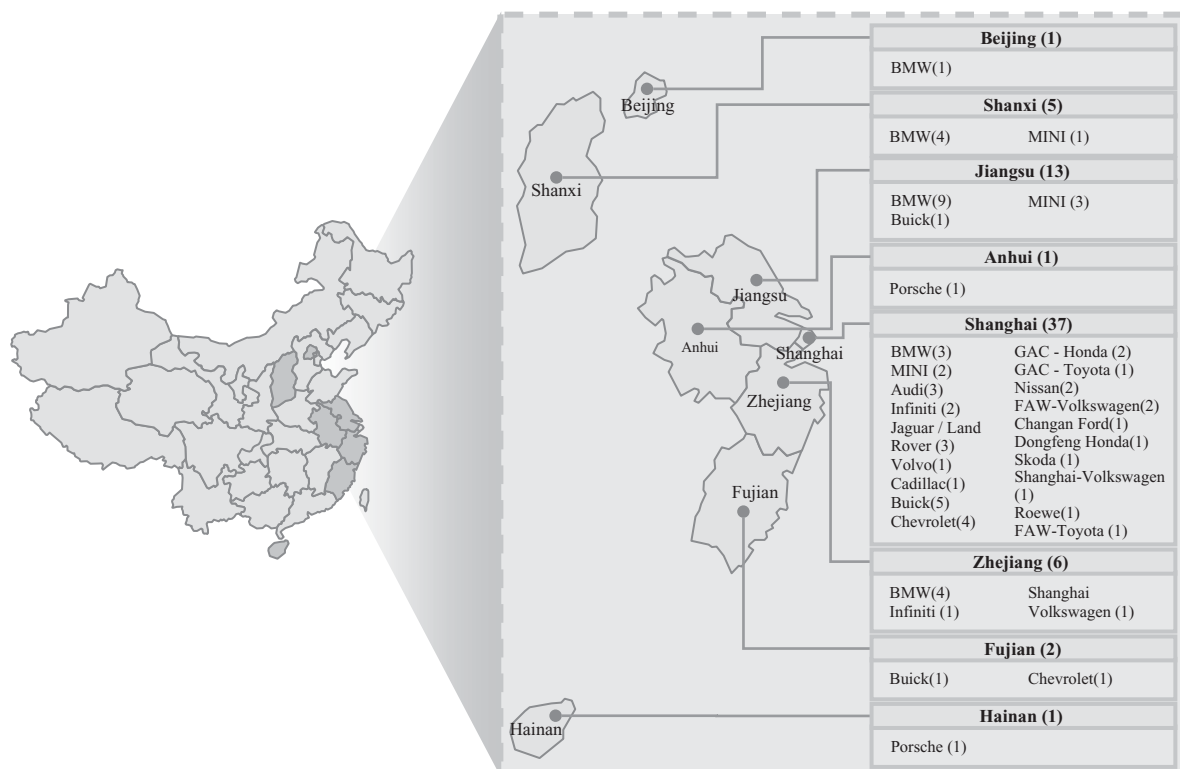 Beijing (1)
BMW(1)
Beijing
Shanxi (5)
BMW(4) MINI (1)
Shanxi
Jiangsu (13)
BMW(9) MINI (3)
Buick(1)
Jiangsu
Anhui (1)
Porsche (1)
Anhui
Shanghai (37)
BMW(3)
MINI (2)
Audi(3)
Infiniti (2)
Jaguar / Land
Rover (3)
Volvo(1)
Cadillac(1)
Buick(5)
Chevrolet(4)
GAC - Honda (2)
GAC - Toyota (1)
Nissan(2)
FAW-Volkswagen(2)
Changan Ford(1)
Dongfeng Honda(1)
Skoda (1)
Shanghai-Volkswagen
(1)
Roewe(1)
FAW-Toyota (1)
Shanghai
Zhejiang
Zhejiang (6)
BMW(4)
Infiniti (1)
Shanghai
Volkswagen (1)
Fujian
Fujian (2)
Buick(1) Chevrolet(1)
Hainan
Hainan (1)
Porsche (1)